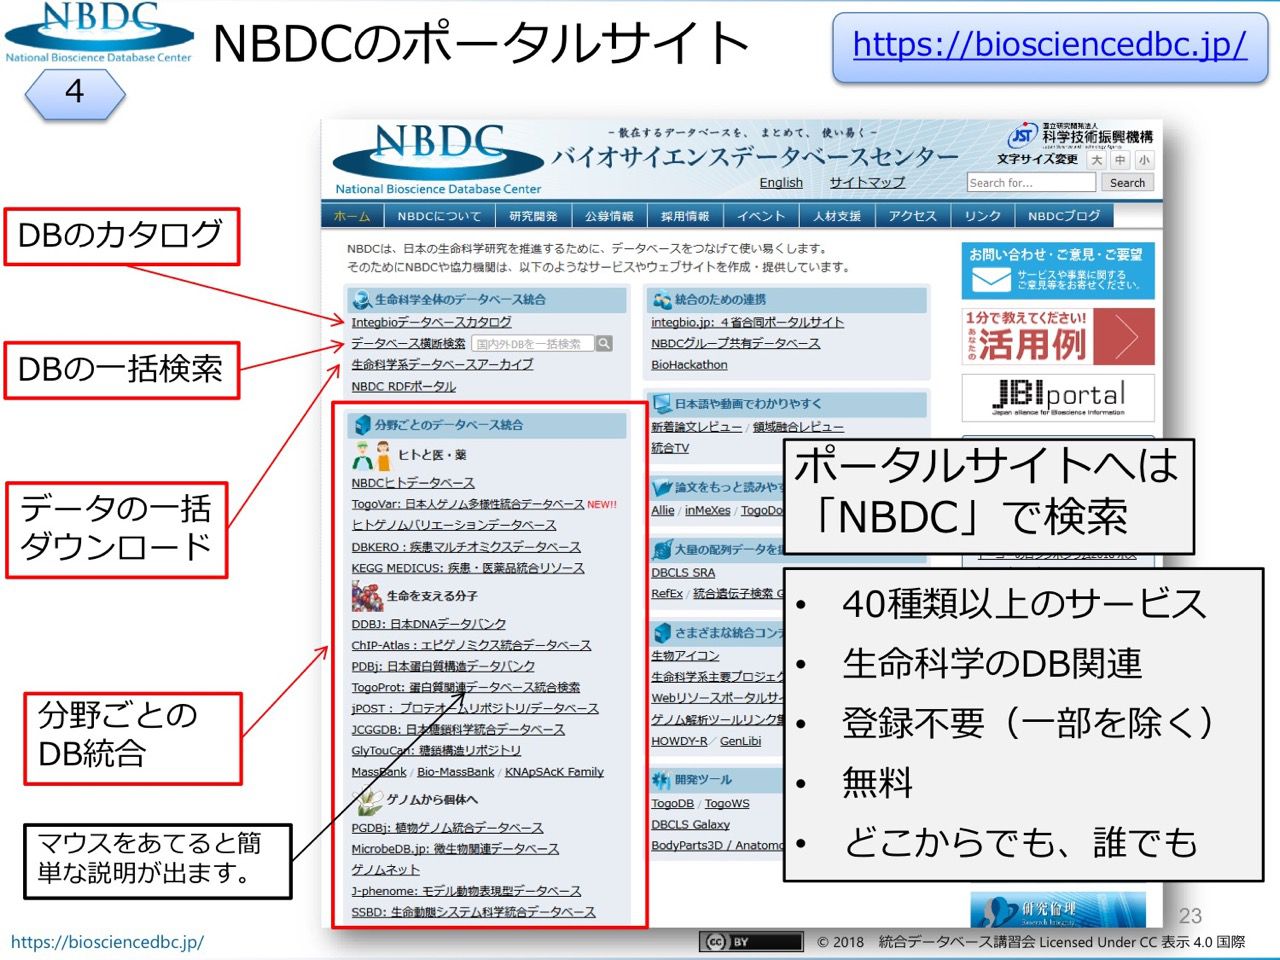 NBDC
National Bioscience Database Center
NBDCのポータルサイト
https://biosciencedbc.jp/
4
NBDC
National Bioscience Database Center
－散在するデータベースを、まとめて、使い易く－
バイオサイエンスデータベースセンター
English サイトマップ
JST 国立研究開発法人
科学技術振興機構
文字サイズ変更 大 中 小
Search for... Search
ホーム NBDCについて 研究開発 公募情報 採用情報 イベント 人材支援 アクセス リンク NBDCブログ
NBDCは、日本の生命科学研究を推進するために、データベースをつなげて使い易くします。
そのためにNBDCや協力機関は、以下のようなサービスやウェブサイトを作成・提供しています。
DBのカタログ
DBの一括検索
データの一括
ダウンロード
分野ごとの
DB統合
マウスをあてると簡
単な説明が出ます。
生命科学全体のデータベース統合
Integbioデータベースカタログ
データベース横断検索 国内外DBを一括検索
生命科学系データベースアーカイブ
NBDC RDFポータル
分野ごとのデータベース統合
ヒトと医・薬
NBDCヒトデータベース
TogoVar: 日本人ゲノム多様性統合データベース NEW!!
ヒトゲノムバリエーションデータベース
DBKERO：疾患マルチオミクスデータベース
KEGG MEDICUS: 疾患・医薬品統合リソース
生命を支える分子
DDBJ: 日本DNAデータバンク
ChIP-Atlas：エピゲノミクス統合データベース
PDBj: 日本蛋白質構造データバンク
TogoProt: 蛋白質関連データベース統合検索
jPOST： プロテオームリポジトリ/データベース
JCGGDB: 日本糖鎖科学統合データベース
GlyTouCan: 糖鎖構造リポジトリ
MassBank / Bio-MassBank / KNApSAcK Family
ゲノムから個体へ
PGDBj: 植物ゲノム統合データベース
MicrobeDB.jp: 微生物関連データベース
ゲノムネット
J-phenome: モデル動物表現型データベース
SSBD: 生命動態システム科学統合データベース
統合のための連携
integbio.jp: ４省合同ポータルサイト
NBDCグループ共有データベース
BioHackathon
日本語や動画でわかりやすく
新着論文レビュー / 領域融合レビュー
統合TV
論文をもっと読みや
Allie / inMeXes / TogoDo
大量の配列データを
DBCLS SRA
RefEx / 統合遺伝子検索 G
さまざまな統合コン
生物アイコン
生命科学系主要プロジェク
Webリソースポータルサ
ゲノム解析ツールリンク集
HOWDY-R / GenLibi
開発ツール
TogoDB / TogoWS
DBCLS Galaxy
BodyParts3D / Anatomo
お問い合わせ・ご意見・ご要望
サービスや事業に関する
ご意見等をお寄せください。
1分で教えてください!
あなたの
活用例
JBIportal
Japan alliance for Bioscience Information
ポータルサイトへは
「NBDC」で検索
• 40種類以上のサービス
• 生命科学のDB関連
• 登録不要（一部を除く）
• 無料
• どこからでも、誰でも
研究倫理
Research Integrity
23
https://biosciencedbc.jp/
cc BY
© 2018 統合データベース講習会 Licensed Under CC 表示 4.0 国際